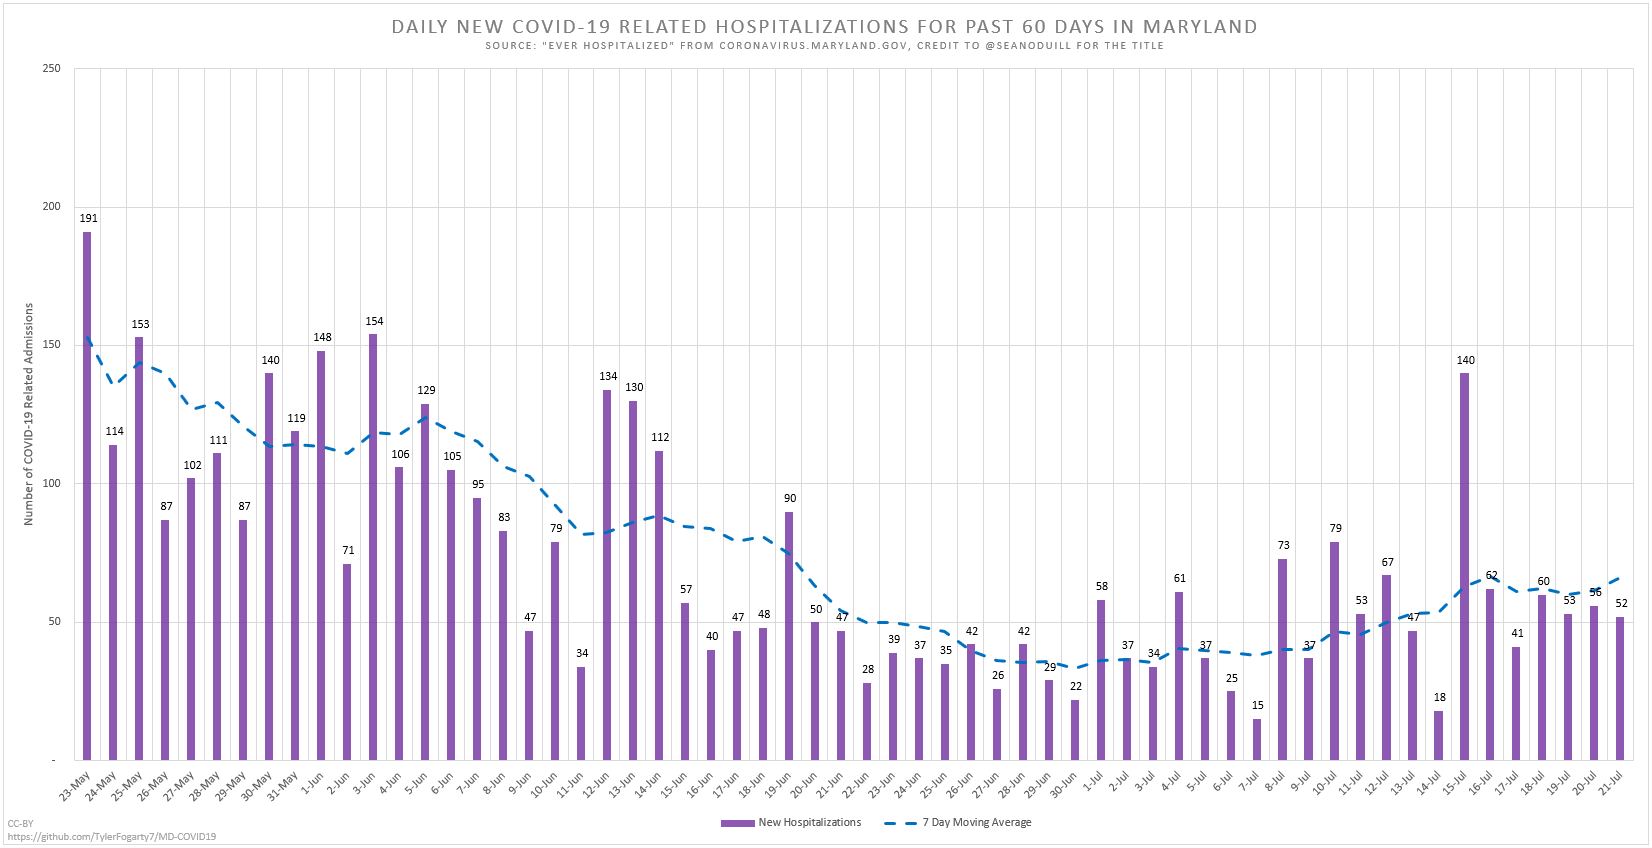 DAILY NEW COVID-19 RELATED HOSPITALIZATIONS FOR PAST 60 DAYS IN MARYLAND
SOURCE: "EVER HOSPITALIZED" FROM CORONAVIRUS.MARYLAND.GOV, CREDIT TO @SEANODUILL FOR THE TITLE
250
200
150
100
50
-
Number of COVID-19 Related Admissions
191
114
153
87
102
111
87
140
119
148
71
154
106
129
105
95
83
47
79
34
134
130
112
57
40
47
48
90
50
47
28
39
37
35
42
26
42
29
22
58
37
34
61
37
25
15
73
37
79
53
67
47
18
140
62
41
60
53
56
52
23-May
24-May
25-May
26-May
27-May
28-May
29-May
30-May
31-May
1-Jun
2-Jun
3-Jun
4-Jun
5-Jun
6-Jun
7-Jun
8-Jun
9-Jun
10-Jun
11-Jun
12-Jun
13-Jun
14-Jun
15-Jun
16-Jun
17-Jun
18-Jun
19-Jun
20-Jun
21-Jun
22-Jun
23-Jun
24-Jun
25-Jun
26-Jun
27-Jun
28-Jun
29-Jun
30-Jun
1-Jul
2-Jul
3-Jul
4-Jul
5-Jul
6-Jul
7-Jul
8-Jul
9-Jul
10-Jul
11-Jul
12-Jul
13-Jul
14-Jul
15-Jul
16-Jul
17-Jul
18-Jul
19-Jul
20-Jul
21-Jul
New Hospitalizations
7 Day Moving Average
CC-BY
https://github.com/TylerFogarty7/MD-COVID19